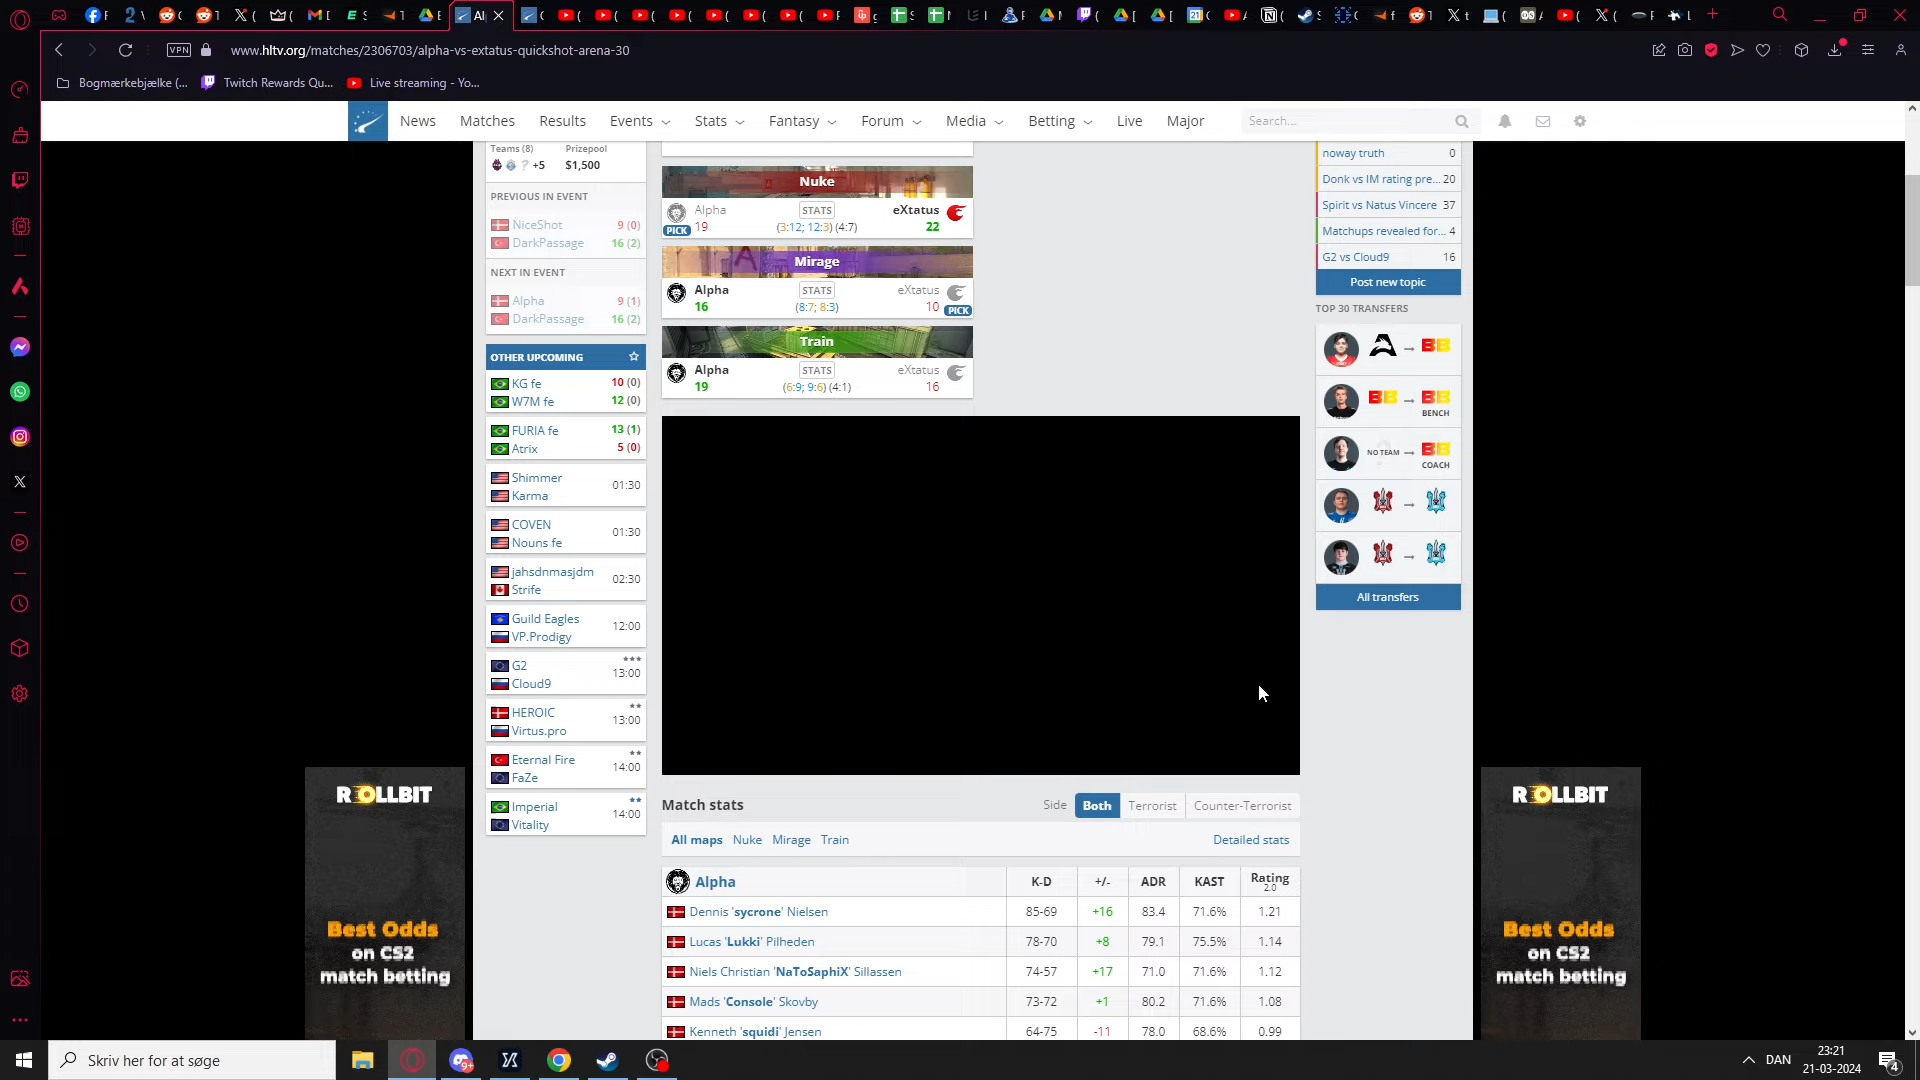 www.hltv.org/matches/2306703/alpha-vs-extatus-quickshot-arena-30
VPN
Bogmærkebjælke (...
Twitch Rewards Qu...
Live streaming - Yo...
News
Matches
Results
Events
Stats
Fantasy
Forum
Media
Betting
Live
Major
Search...
Teams (8)
Prizepool
+5
$1,500
PREVIOUS IN EVENT
NiceShot 9 (0)
DarkPassage 16 (2)
NEXT IN EVENT
Alpha 9 (1)
DarkPassage 16 (2)
OTHER UPCOMING
KG fe 10 (0)
W7M fe 12 (0)
FURIA fe 13 (1)
Atrix 5 (0)
Shimmer
Karma
01:30
COVEN
Nouns fe
01:30
jahsdnmasjdm
Strife
02:30
Guild Eagles
VP.Prodigy
12:00
G2
Cloud9
13:00
HEROIC
Virtus.pro
13:00
Eternal Fire
FaZe
14:00
Imperial
Vitality
14:00
Nuke
Alpha STATS eXtatus
PICK 19 (3:12; 12:3) (4:7) 22
Mirage
Alpha STATS eXtatus
16 (8:7; 8:3) 10 PICK
Train
Alpha STATS eXtatus
19 (6:9; 9:6) (4:1) 16
Match stats
Side Both Terrorist Counter-Terrorist
All maps Nuke Mirage Train Detailed stats
Alpha K-D +/- ADR KAST Rating 2.0
Dennis 'sycrone' Nielsen 85-69 +16 83.4 71.6% 1.21
Lucas 'Lukki' Pilheden 78-70 +8 79.1 75.5% 1.14
Niels Christian 'NaToSaphiX' Sillassen 74-57 +17 71.0 71.6% 1.12
Mads 'Console' Skovby 73-72 +1 80.2 71.6% 1.08
Kenneth 'squidi' Jensen 64-75 -11 78.0 68.6% 0.99
noway truth 0
Donk vs IM rating pre... 20
Spirit vs Natus Vincere 37
Matchups revealed for... 4
G2 vs Cloud9 16
Post new topic
TOP 30 TRANSFERS
BB
BB BB
BENCH
NO TEAM BB
COACH
All transfers
ROLLBIT
Best Odds
on CS2
match betting
ROLLBIT
Best Odds
on CS2
match betting
Skriv her for at søge
9+
DAN
23:21
21-03-2024
4